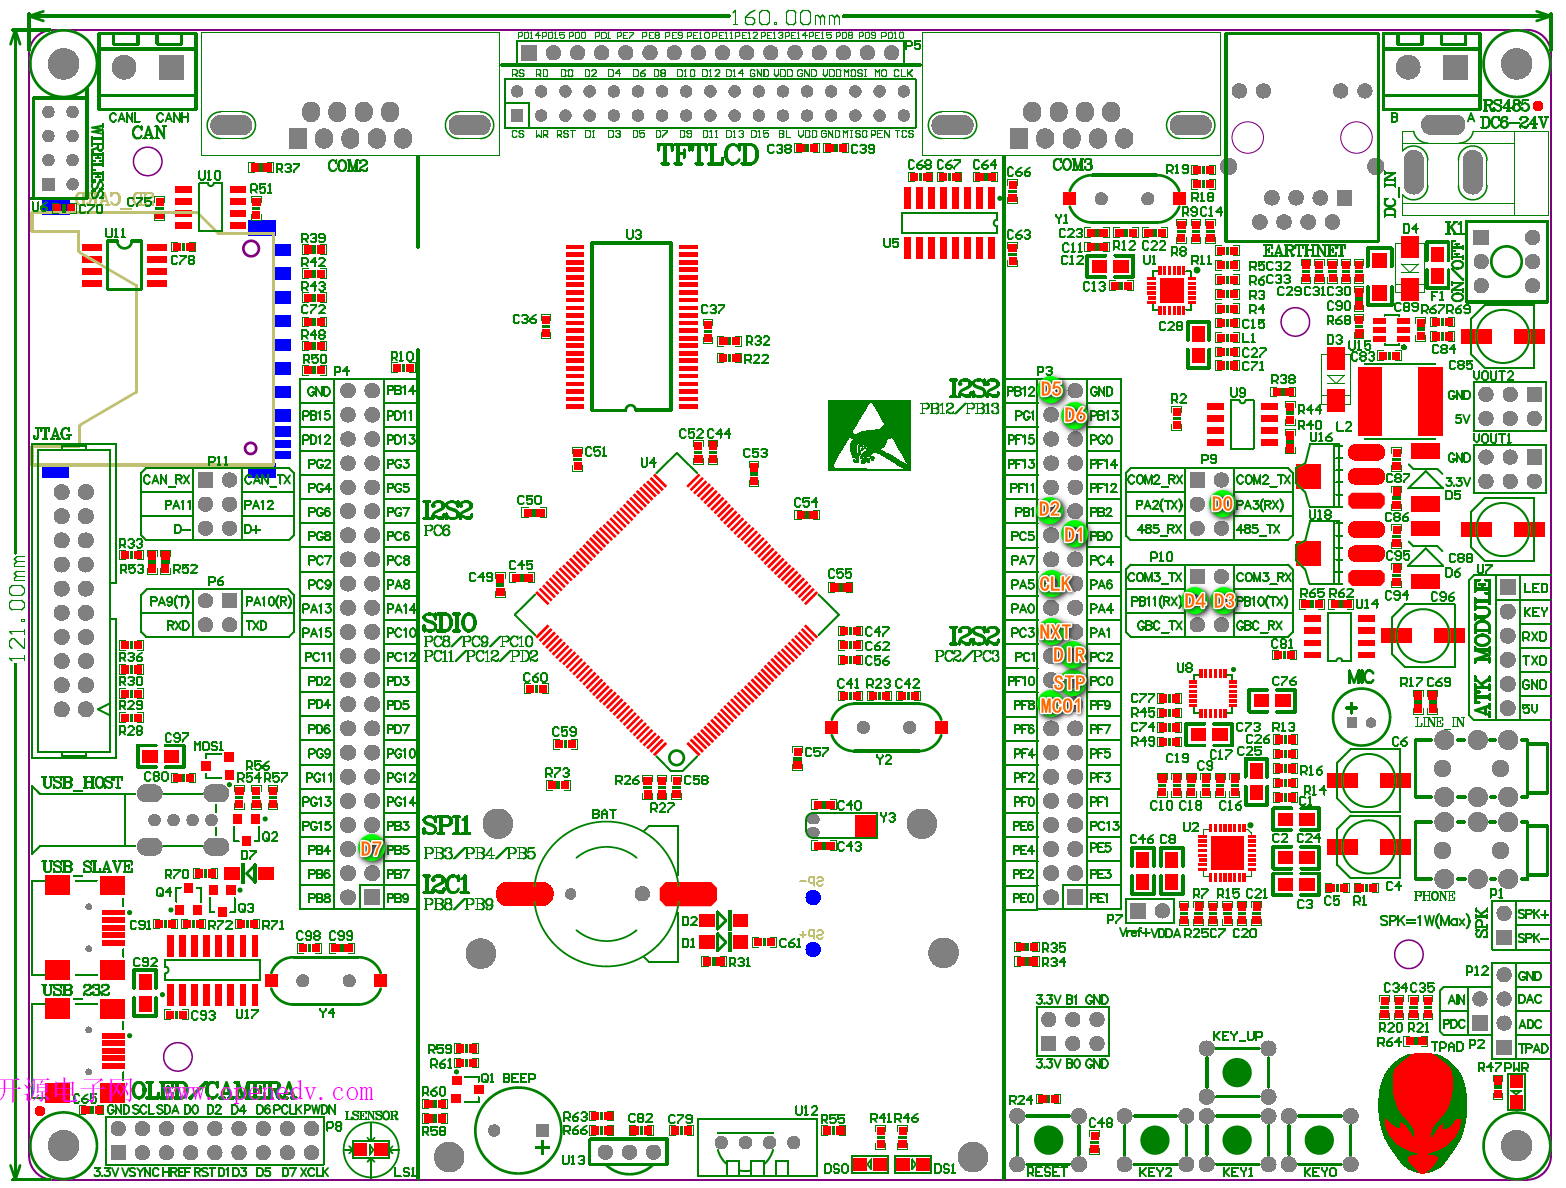 160.00mm
121.00mm
PD14 PD15 PD0 PD1 PE7 PE8 PE9 PE10 PE11 PE12 PE13 PE14 PE15 PD8 PD9 PD10
P5
RS RD D0 D2 D4 D6 D8 D10 D12 D14 GND VDD GND VDD MOSI MO CLK
CS WR RST D1 D3 D5 D7 D9 D11 D13 D15 BL VDD GND MISO PEN TCS
TFTLCD
CANL CANH
CAN
WIRELESS
COM2
COM3
RS485
DC6-24V
B A
DC_IN
EARTHNET
K1
ON/OFF
SD_CARD
U6 C70 C75 U10 R51 R37
U11 C78
R39
R42
R43
C72
R48
R50
R10
C38 C39
C68 C67 C64 C66
U5 C63
Y1
R19
R18
R9 C14
C23 R12 C22 R8
C11
C12 U1 R11
C13
R5 C32
R6 C33
R3
R4
C15
L1
C27
C71
C28
C29 C31 C30
C90
R68
D4
F1
C89 R67 R69
U15 C84
C83 C85
D3
L2
U3
C36 C37
R32
R22
P4
GND PB14
PB15 PD11
PD12 PD13
PG2 PG3
PG4 PG5
PG6 PG7
PG8 PC6
PC7 PC8
PC9 PA8
PA13 PA14
PA15 PC10
PC11 PC12
PD2 PD3
PD4 PD5
PD6 PD7
PG9 PG10
PG11 PG12
PG13 PG14
PG15 PB3
PB4 D7 PB5
PB6 PB7
PB8 PB9
P3
PB12 D5 GND
PG1 D6 PB13
PF15 PG0
PF13 PF14
PF11 PF12
PB1 D2 PB2
PC5 D1 PB0
PA7 PC4
PA5 CLK PA6
PA0 PA4
PC3 NXT PA1
PC1 DIR PC2
PF10 STP PC0
PF8 MCO1 PF9
PF6 PF7
PF4 PF5
PF2 PF3
PF0 PF1
PE6 PC13
PE4 PE5
PE2 PE3
PE0 PE1
I2S2
PB12/PB13
I2S2
PC6
SDIO
PC8/PC9/PC10
PC11/PC12/PD2
I2S2
PC2/PC3
SPI1
PB3/PB4/PB5
I2C1
PB8/PB9
JTAG
P11
CAN_RX CAN_TX
PA11 PA12
D- D+
R33
R53 R52
P6
PA9(T) PA10(R)
RXD TXD
R36
R30
R29
R28
U4
C51 C52 C44 C53
C50 C54
C49 C45 C55
C47
C62
C56
C60 C41 R23 C42
Y2
C59 C57
R73 R26 R27 C58
C40
Y3
C43
BAT
D2
D1
C61
R31
SPK-
SPK+
U9 R38
R2
R44
R40
U16
P9
COM2_RX COM2_TX
PA2(TX) D0 PA3(RX)
485_RX 485_TX
P10
COM3_TX COM3_RX
PB11(RX) D4 D3 PB10(TX)
GBC_TX GBC_RX
U18
VOUT2
GND
5V
VOUT1
GND
3.3V
C87 D5
C86
C95 C88
D6
C94 C96
U7
ATK MODULE
LED
KEY
RXD
TXD
GND
5V
R65 R62 U14
C81
U8
C77 C76
R45
C74 C73
R49
MIC
R17 C69
LINE_IN
C97 MOS1
C80
R56
R54 R57
USB_HOST
Q2
D7
USB_SLAVE
R70
Q4
Q3
C91 R72 R71
C92
USB_232
C93 U17
C98 C99
Y4
C26 R13
C19 C17 C25
C9
R16
R14
C10 C18 C16
C1
U2
C2 C24
C46 C8
C3
C6
C4
C5 R1
PHONE
P1
SPK
SPK+
SPK-
SPK=1W(Max)
P7
Vref+ VDDA
R7 R15 C21
R25 C7 C20
R35
R34
3.3V B1 GND
3.3V B0 GND
P12
GND
AIN DAC
PDC ADC
P2 TPAD
C34 C35
R20 R21
R64 TPAD
R47 PWR
KEY_UP
R24
C48
RESET KEY2 KEY1 KEY0
开源电子网 www.openedv.com
OLED/CAMERA
C65
GND SCL SDA D0 D2 D4 D6 PCLK PWDN
P8
3.3V VSYNC HREF RST D1 D3 D5 D7 XCLK
LSENSOR
LS1
R59
R61
Q1 BEEP
R60
R58
R63
R66
C82 C79
U13
U12
R55
R41 R46
DS0 DS1